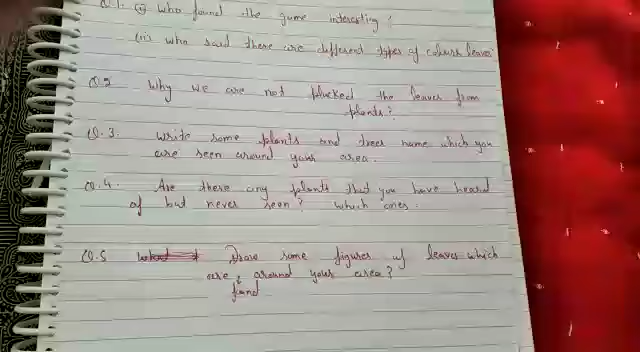 Q.1. (i) Who found the game interesting?
(ii) Who said there are different types of colours leaves
Q.2 Why we are not plucked the leaves from
plants?
Q.3. Write some plants and trees name which you
are seen around your area.
Q.4. Are there any plants that you have heard
of but never seen? Which ones.
Q.5 Draw some figures of leaves which
are around your area?
found